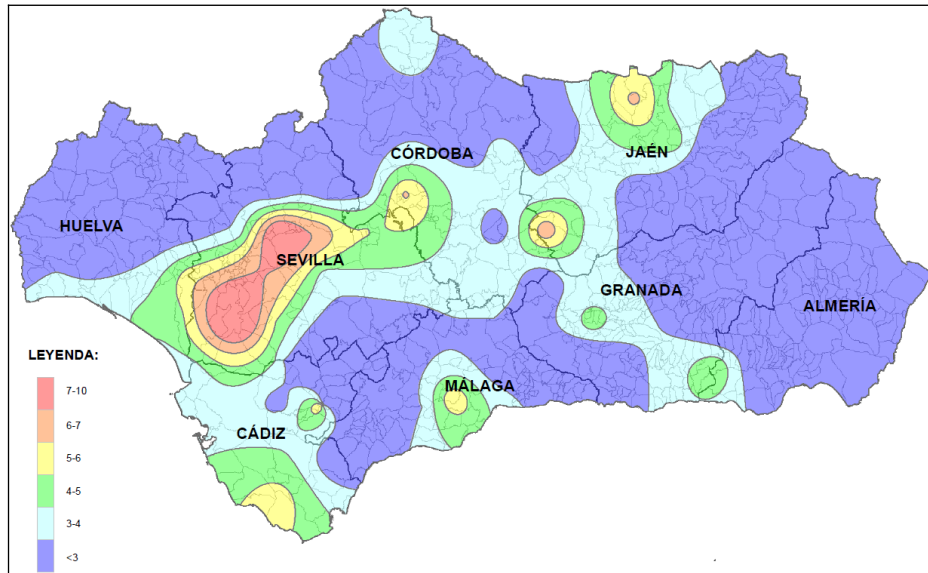 CÓRDOBA
JAÉN
HUELVA
SEVILLA
GRANADA
ALMERÍA
LEYENDA:
MÁLAGA
CÁDIZ
7-10
6-7
5-6
4-5
3-4
<3